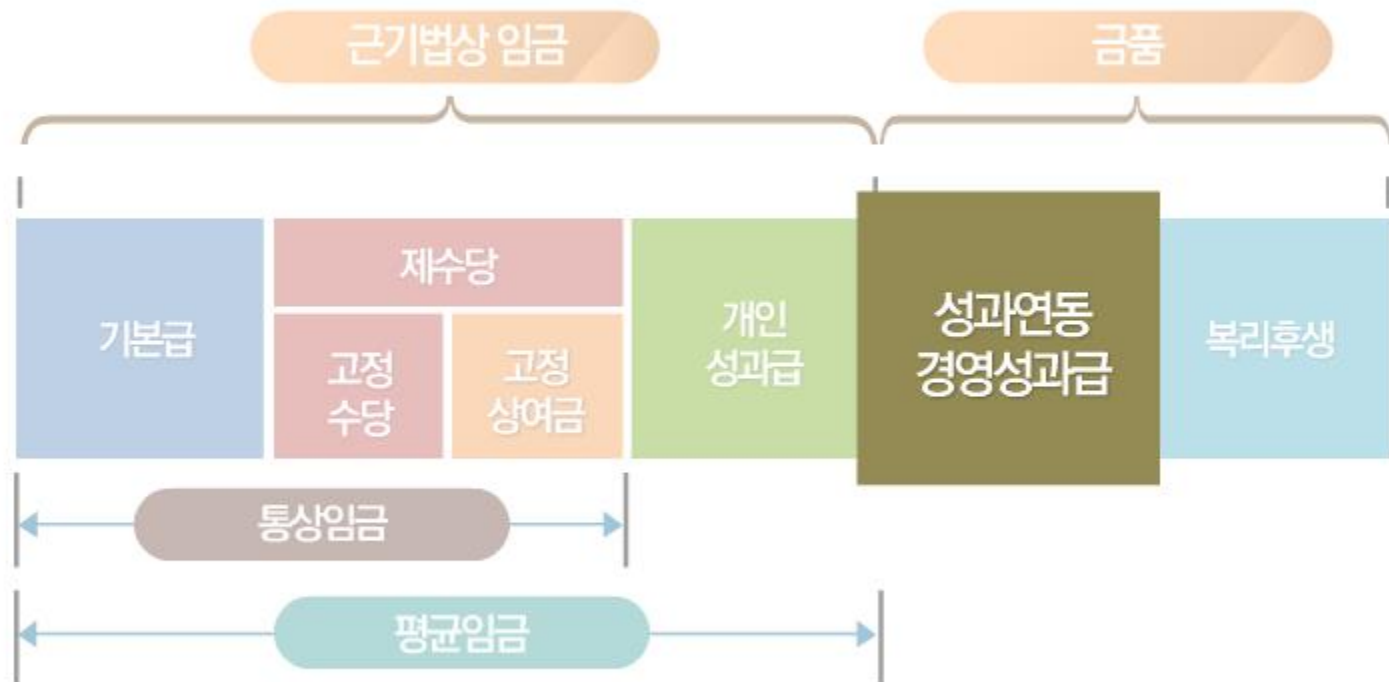 근기법상 임금
금품
기본급
제수당
고정
수당
고정
상여금
개인
성과급
성과연동
경영성과급
복리후생
통상임금
평균임금